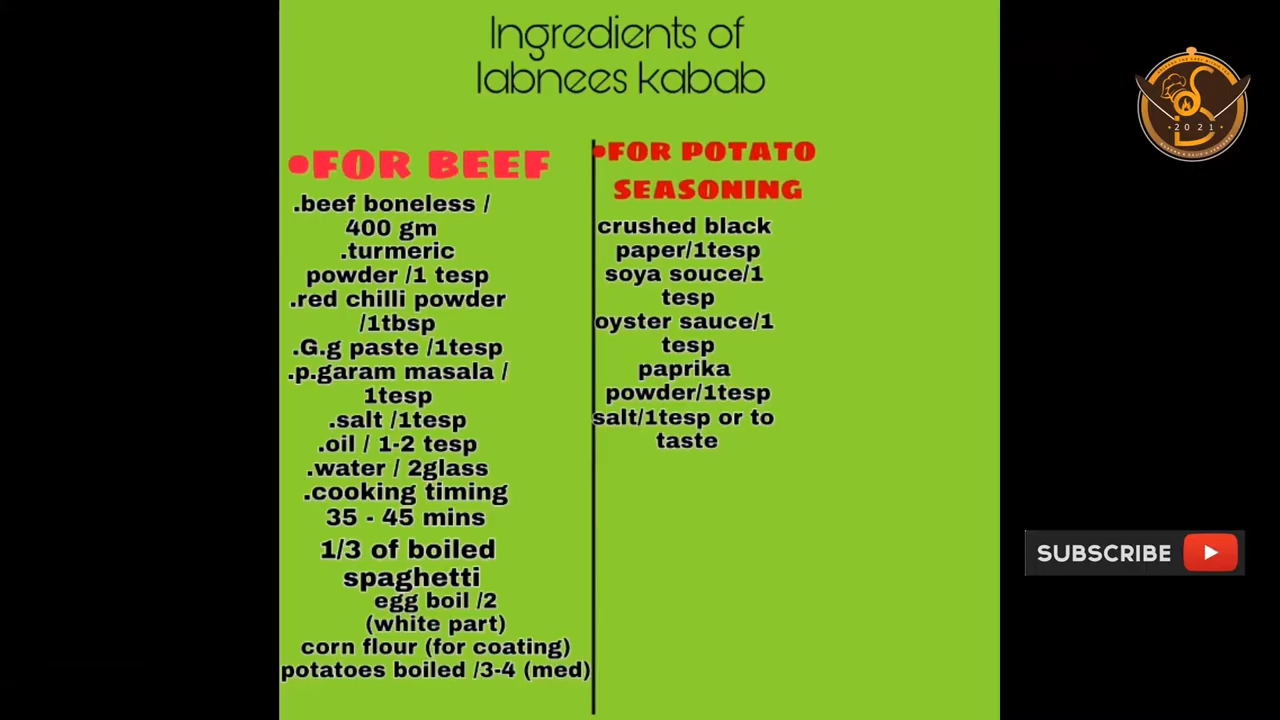 Ingredients of
labnees kabab
•FOR BEEF
.beef boneless /
400 gm
.turmeric
powder /1 tesp
.red chilli powder
/1tbsp
.G.g paste /1tesp
.p.garam masala /
1tesp
.salt /1tesp
.oil / 1-2 tesp
.water / 2glass
.cooking timing
35 - 45 mins
1/3 of boiled
spaghetti
egg boil /2
(white part)
corn flour (for coating)
potatoes boiled /3-4 (med)
•FOR POTATO
SEASONING
crushed black
paper/1tesp
soya souce/1
tesp
oyster sauce/1
tesp
paprika
powder/1tesp
salt/1tesp or to
taste
2021
SUBSCRIBE